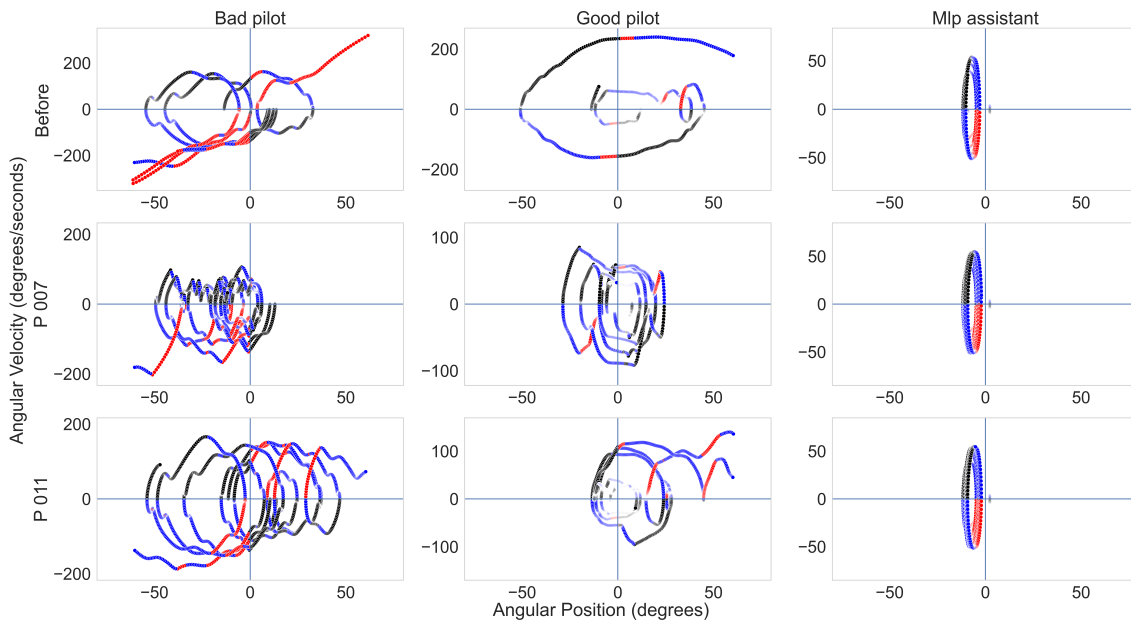 Bad pilot Good pilot Mlp assistant
Angular Velocity (degrees/seconds)
Before
200 200 50
0 0 0
−200 −200 −50
−50 0 50 −50 0 50 −50 0 50
P 007
200 100 50
0 0 0
−200 −100 −50
−50 0 50 −50 0 50 −50 0 50
P 011
200 100 50
0 0 0
−200 −100 −50
−50 0 50 −50 0 50 −50 0 50
Angular Position (degrees)